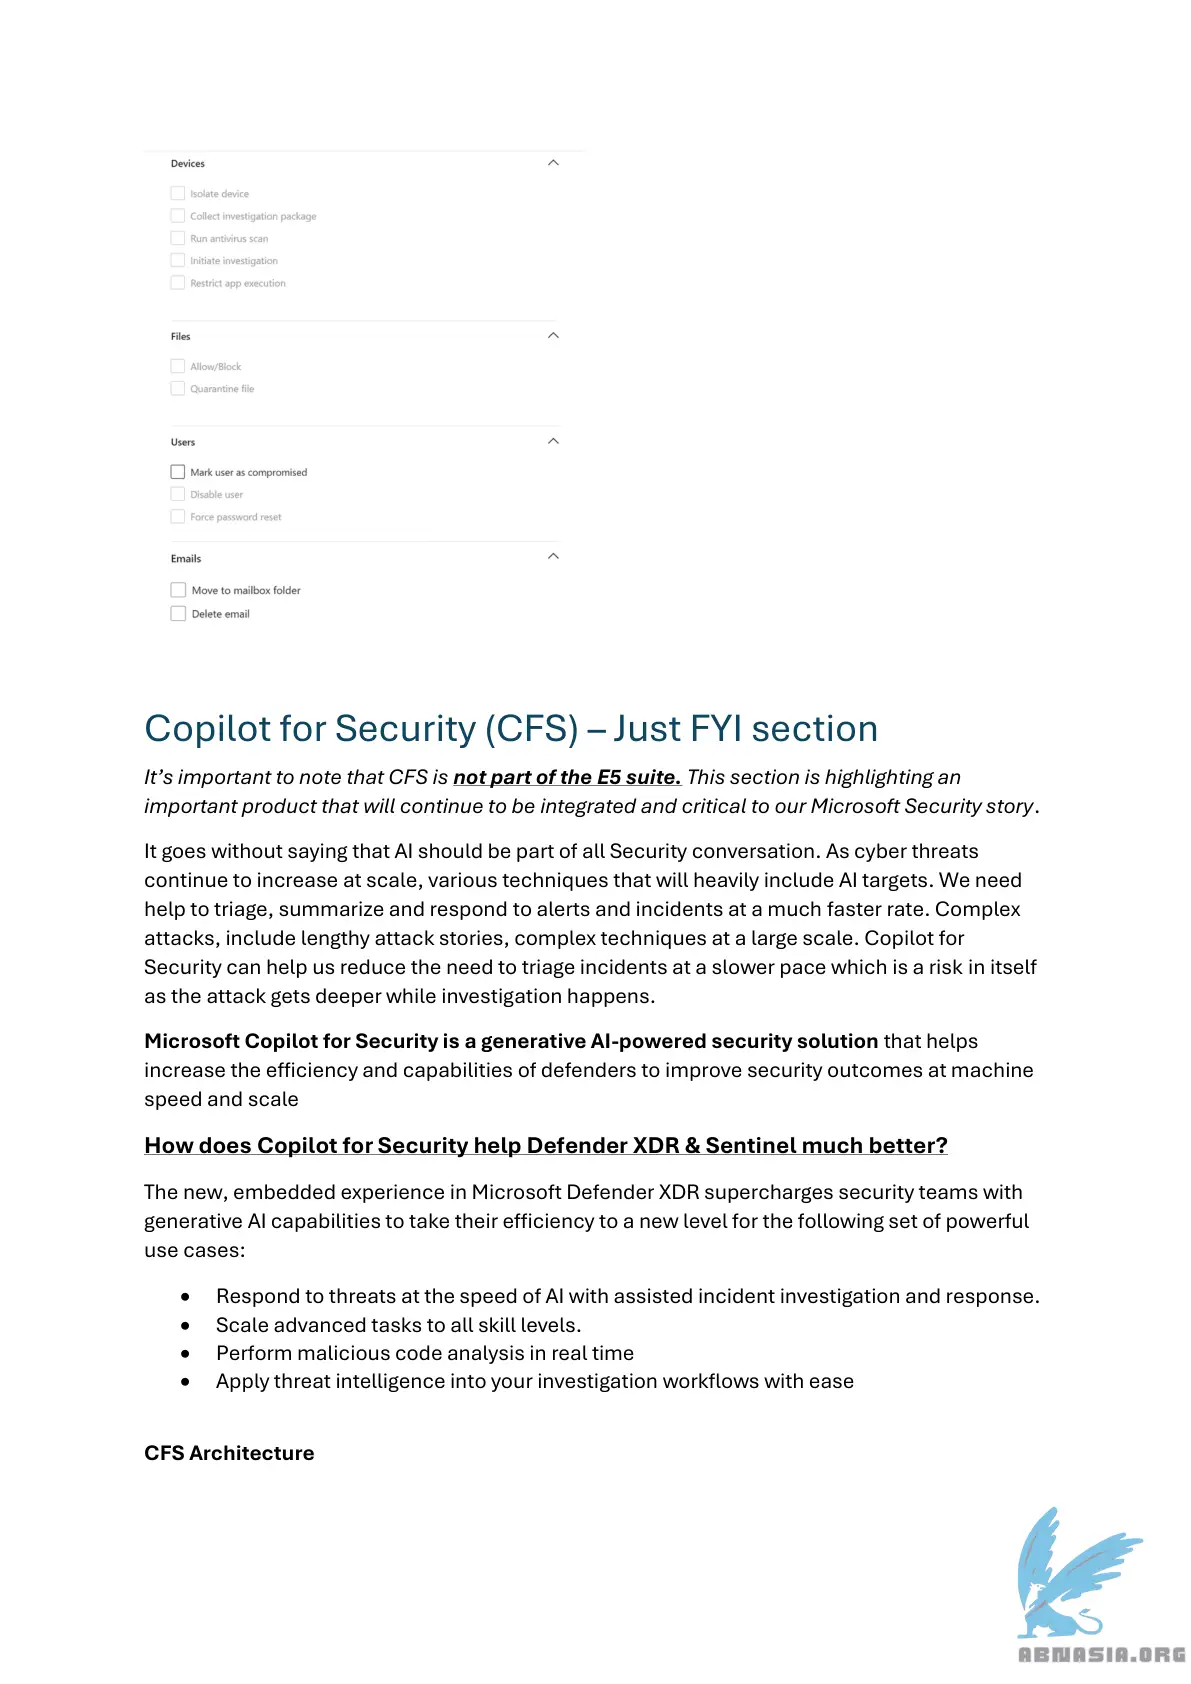 Devices
Isolate device
Collect investigation package
Run antivirus scan
Initiate investigation
Restrict app execution
Files
Allow/Block
Quarantine file
Users
Mark user as compromised
Disable user
Force password reset
Emails
Move to mailbox folder
Delete email
Copilot for Security (CFS) – Just FYI section
It’s important to note that CFS is not part of the E5 suite. This section is highlighting an
important product that will continue to be integrated and critical to our Microsoft Security story.
It goes without saying that AI should be part of all Security conversation. As cyber threats
continue to increase at scale, various techniques that will heavily include AI targets. We need
help to triage, summarize and respond to alerts and incidents at a much faster rate. Complex
attacks, include lengthy attack stories, complex techniques at a large scale. Copilot for
Security can help us reduce the need to triage incidents at a slower pace which is a risk in itself
as the attack gets deeper while investigation happens.
Microsoft Copilot for Security is a generative AI-powered security solution that helps
increase the efficiency and capabilities of defenders to improve security outcomes at machine
speed and scale
How does Copilot for Security help Defender XDR & Sentinel much better?
The new, embedded experience in Microsoft Defender XDR supercharges security teams with
generative AI capabilities to take their efficiency to a new level for the following set of powerful
use cases:
• Respond to threats at the speed of AI with assisted incident investigation and response.
• Scale advanced tasks to all skill levels.
• Perform malicious code analysis in real time
• Apply threat intelligence into your investigation workflows with ease
CFS Architecture
ABNASIA.ORG